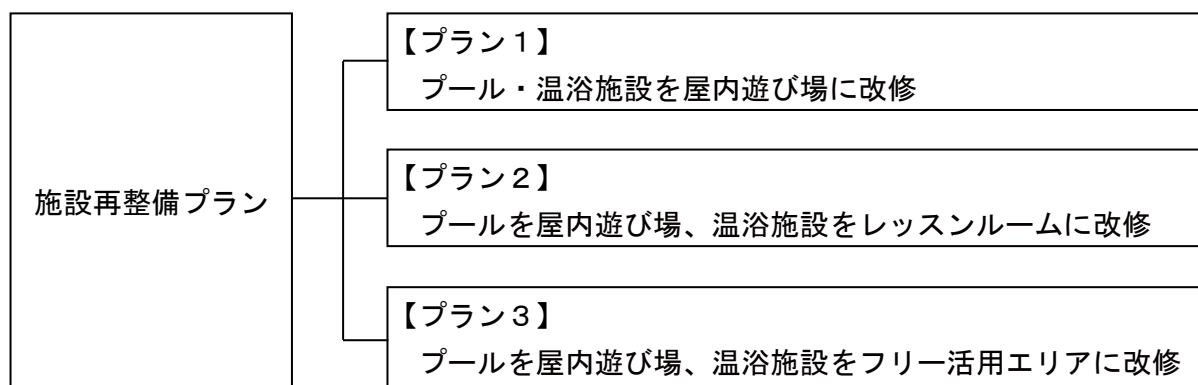 施設再整備プラン
【プラン１】
プール・温浴施設を屋内遊び場に改修
【プラン２】
プールを屋内遊び場、温浴施設をレッスンルームに改修
【プラン３】
プールを屋内遊び場、温浴施設をフリー活用エリアに改修